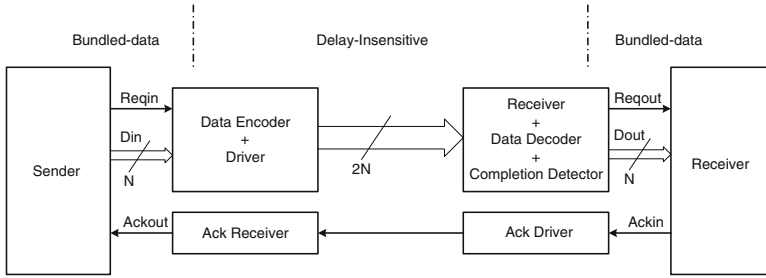 Bundled-data
Delay-Insensitive
Bundled-data
Sender
Reqin
Din
N
Data Encoder
+
Driver
2N
Receiver
+
Data Decoder
+
Completion Detector
Reqout
Dout
N
Receiver
Ackout
Ack Receiver
Ack Driver
Ackin